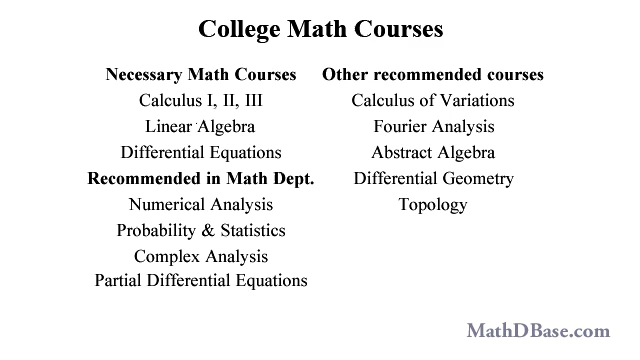 College Math Courses
Necessary Math Courses
Calculus I, II, III
Linear Algebra
Differential Equations
Recommended in Math Dept.
Numerical Analysis
Probability & Statistics
Complex Analysis
Partial Differential Equations
Other recommended courses
Calculus of Variations
Fourier Analysis
Abstract Algebra
Differential Geometry
Topology
MathDBase.com